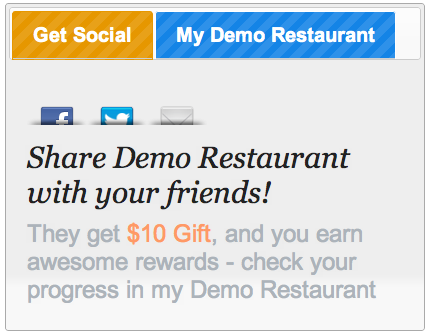 Get Social
My Demo Restaurant
Share Demo Restaurant
with your friends!
They get $10 Gift, and you earn
awesome rewards - check your
progress in my Demo Restaurant